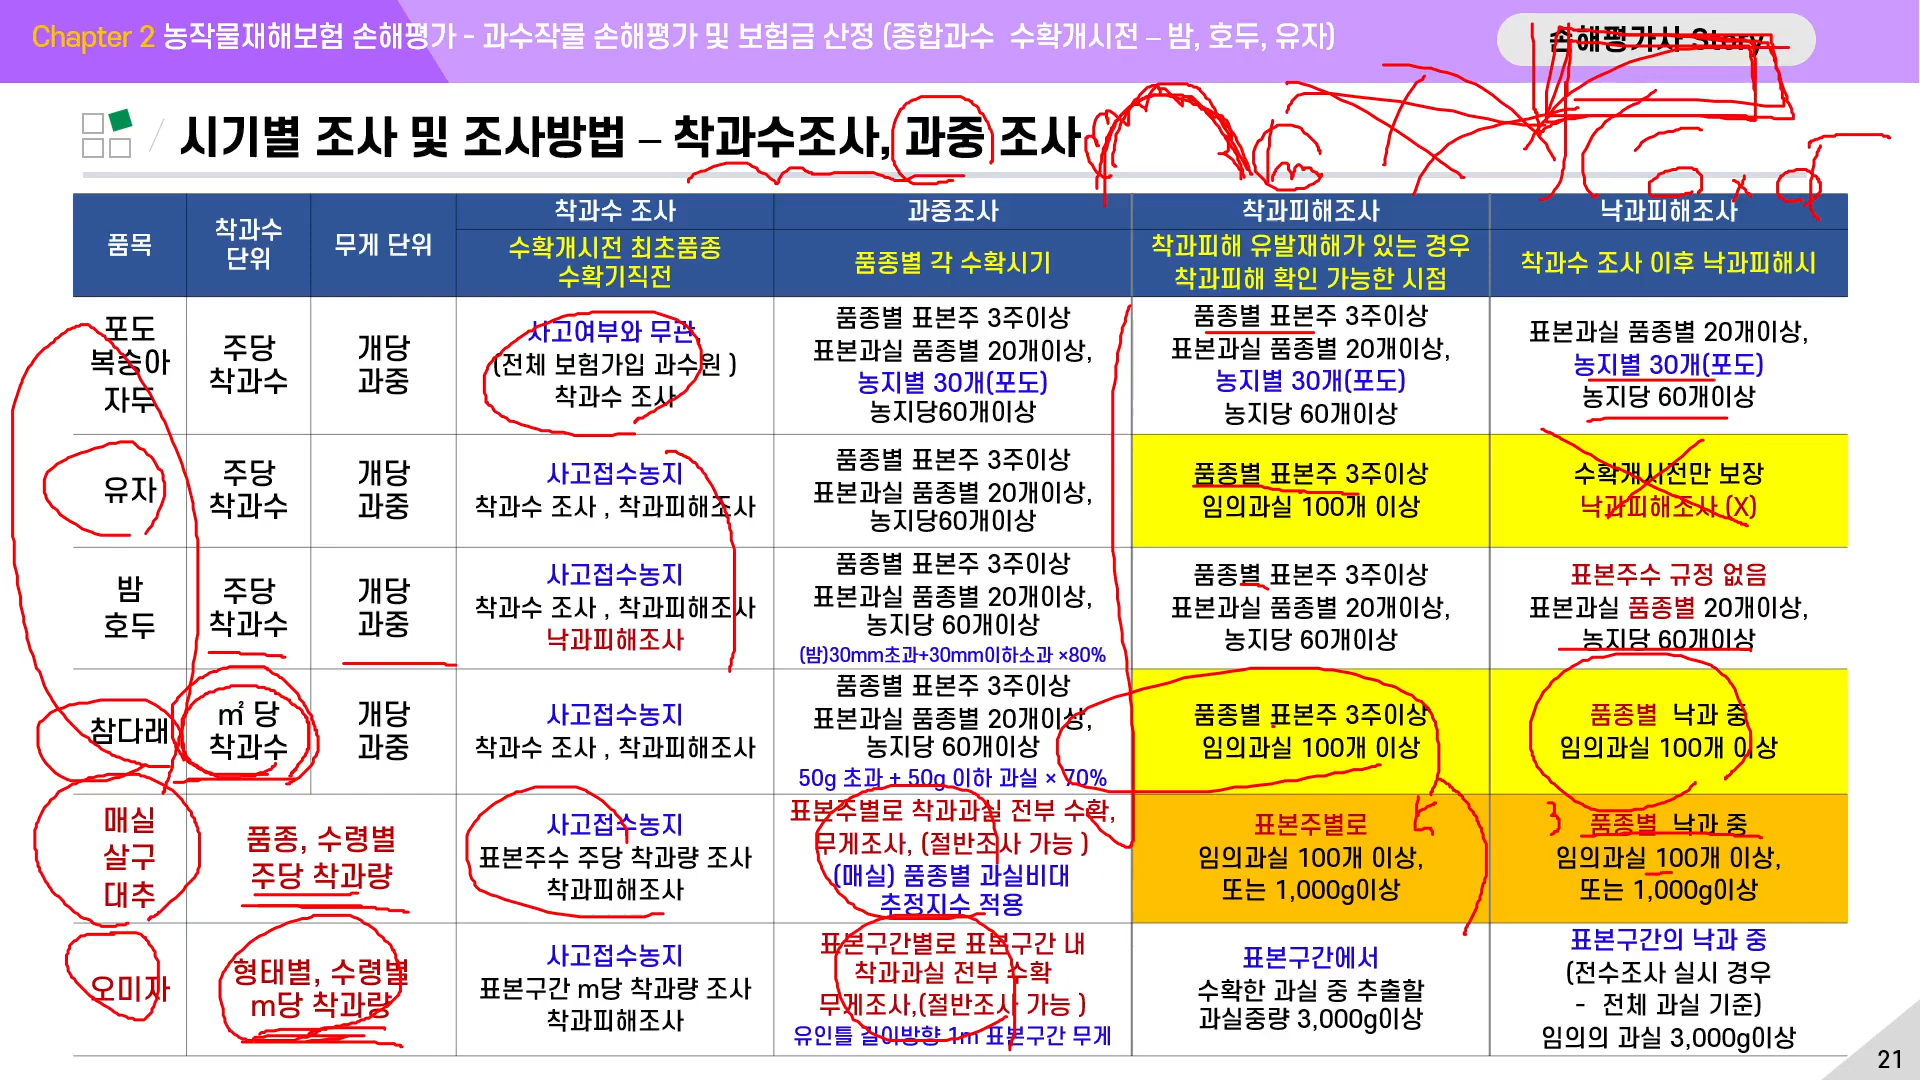 Chapter 2 농작물재해보험 손해평가 - 과수작물 손해평가 및 보험금 산정 (종합과수 수확개시전 – 밤, 호두, 유자)
손해평가사 Story
시기별 조사 및 조사방법 – 착과수조사, 과중 조사
품목
착과수
단위
무게 단위
착과수 조사
수확개시전 최초품종
수확기직전
과중조사
품종별 각 수확시기
착과피해조사
착과피해 유발재해가 있는 경우
착과피해 확인 가능한 시점
낙과피해조사
착과수 조사 이후 낙과피해시
포도
복숭아
자두
주당
착과수
개당
과중
사고여부와 무관,
(전체 보험가입 과수원 )
착과수 조사
품종별 표본주 3주이상
표본과실 품종별 20개이상,
농지별 30개(포도)
농지당60개이상
품종별 표본주 3주이상
표본과실 품종별 20개이상,
농지별 30개(포도)
농지당 60개이상
표본과실 품종별 20개이상,
농지별 30개(포도)
농지당 60개이상
유자
주당
착과수
개당
과중
사고접수농지
착과수 조사 , 착과피해조사
품종별 표본주 3주이상
표본과실 품종별 20개이상,
농지당60개이상
품종별 표본주 3주이상
임의과실 100개 이상
수확개시전만 보장
낙과피해조사 (X)
밤
호두
주당
착과수
개당
과중
사고접수농지
착과수 조사 , 착과피해조사
낙과피해조사
품종별 표본주 3주이상
표본과실 품종별 20개이상,
농지당 60개이상
(밤)30mm초과+30mm이하소과 ×80%
품종별 표본주 3주이상
표본과실 품종별 20개이상,
농지당 60개이상
표본주수 규정 없음
표본과실 품종별 20개이상,
농지당 60개이상
참다래
㎡ 당
착과수
개당
과중
사고접수농지
착과수 조사 , 착과피해조사
품종별 표본주 3주이상
표본과실 품종별 20개이상,
농지당 60개이상
50g 초과 + 50g 이하 과실 × 70%
품종별 표본주 3주이상
임의과실 100개 이상
품종별 낙과 중
임의과실 100개 이상
매실
살구
대추
품종, 수령별
주당 착과량
사고접수농지
표본주수 주당 착과량 조사
착과피해조사
표본주별로 착과과실 전부 수확,
무게조사, (절반조사 가능 )
(매실) 품종별 과실비대
추정지수 적용
표본주별로
임의과실 100개 이상,
또는 1,000g이상
품종별 낙과 중
임의과실 100개 이상,
또는 1,000g이상
오미자
형태별, 수령별
m당 착과량
사고접수농지
표본구간 m당 착과량 조사
착과피해조사
표본구간별로 표본구간 내
착과과실 전부 수확
무게조사,(절반조사 가능 )
유인틀 길이방향 1m 표본구간 무게
표본구간에서
수확한 과실 중 추출할
과실중량 3,000g이상
표본구간의 낙과 중
(전수조사 실시 경우
- 전체 과실 기준)
임의의 과실 3,000g이상
21